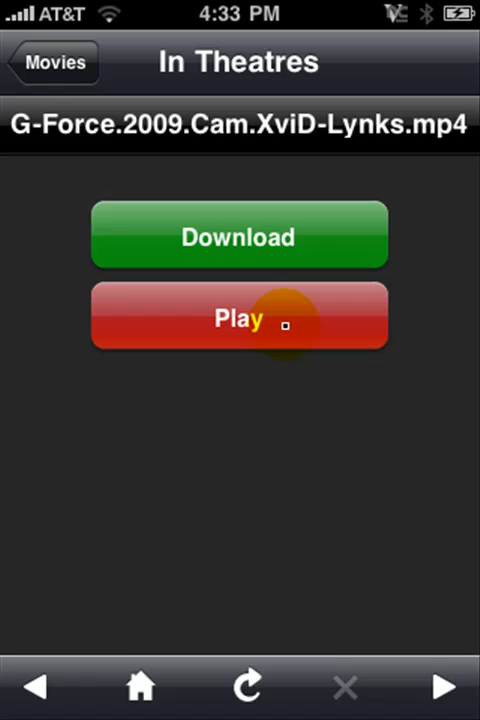 AT&T 4:33 PM
Movies In Theatres
G-Force.2009.Cam.XviD-Lynks.mp4
Download
Play